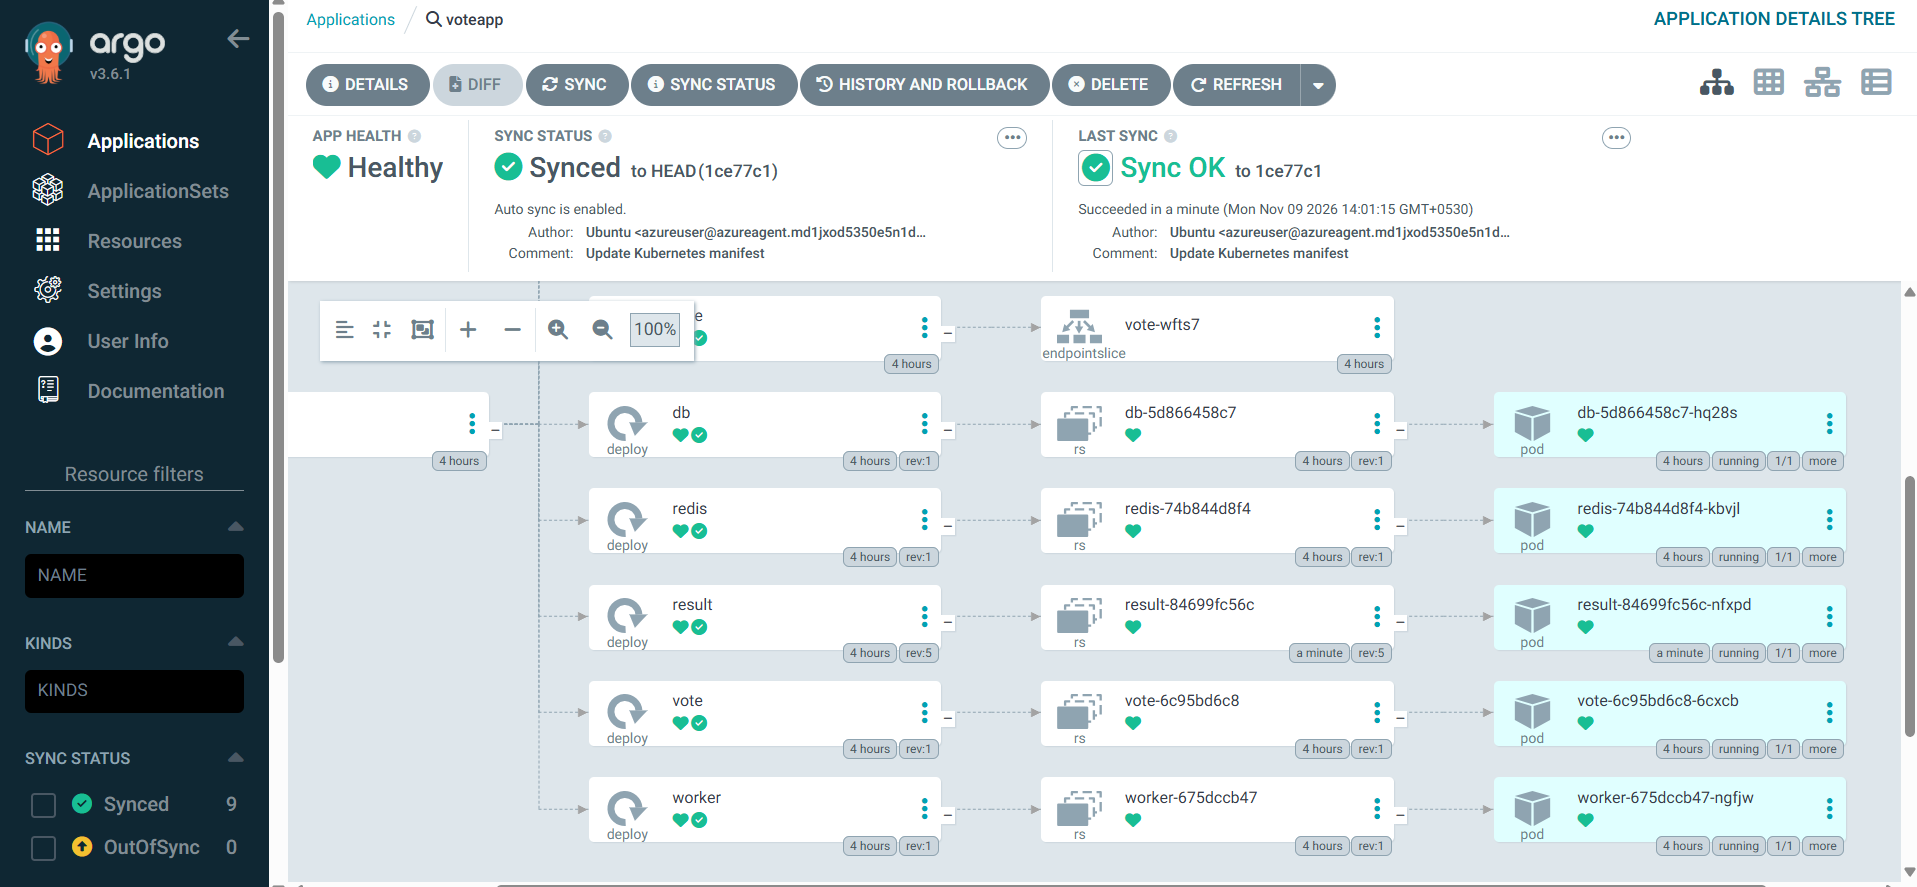 argo
v3.6.1
Applications
ApplicationSets
Resources
Settings
User Info
Documentation
Resource filters
NAME
NAME
KINDS
KINDS
SYNC STATUS
Synced 9
OutOfSync 0
Applications / voteapp
APPLICATION DETAILS TREE
DETAILS DIFF SYNC SYNC STATUS HISTORY AND ROLLBACK DELETE REFRESH
APP HEALTH
Healthy
SYNC STATUS
Synced to HEAD (1ce77c1)
Auto sync is enabled.
Author: Ubuntu <azureuser@azureagent.md1jxod5350e5n1d...
Comment: Update Kubernetes manifest
LAST SYNC
Sync OK to 1ce77c1
Succeeded in a minute (Mon Nov 09 2026 14:01:15 GMT+0530)
Author: Ubuntu <azureuser@azureagent.md1jxod5350e5n1d...
Comment: Update Kubernetes manifest
100%
e
4 hours
vote-wfts7
endpointslice
4 hours
4 hours
db
deploy
4 hours rev:1
db-5d866458c7
rs
4 hours rev:1
db-5d866458c7-hq28s
pod
4 hours running 1/1 more
redis
deploy
4 hours rev:1
redis-74b844d8f4
rs
4 hours rev:1
redis-74b844d8f4-kbvjl
pod
4 hours running 1/1 more
result
deploy
4 hours rev:5
result-84699fc56c
rs
a minute rev:5
result-84699fc56c-nfxpd
pod
a minute running 1/1 more
vote
deploy
4 hours rev:1
vote-6c95bd6c8
rs
4 hours rev:1
vote-6c95bd6c8-6cxcb
pod
4 hours running 1/1 more
worker
deploy
4 hours rev:1
worker-675dccb47
rs
4 hours rev:1
worker-675dccb47-ngfjw
pod
4 hours running 1/1 more